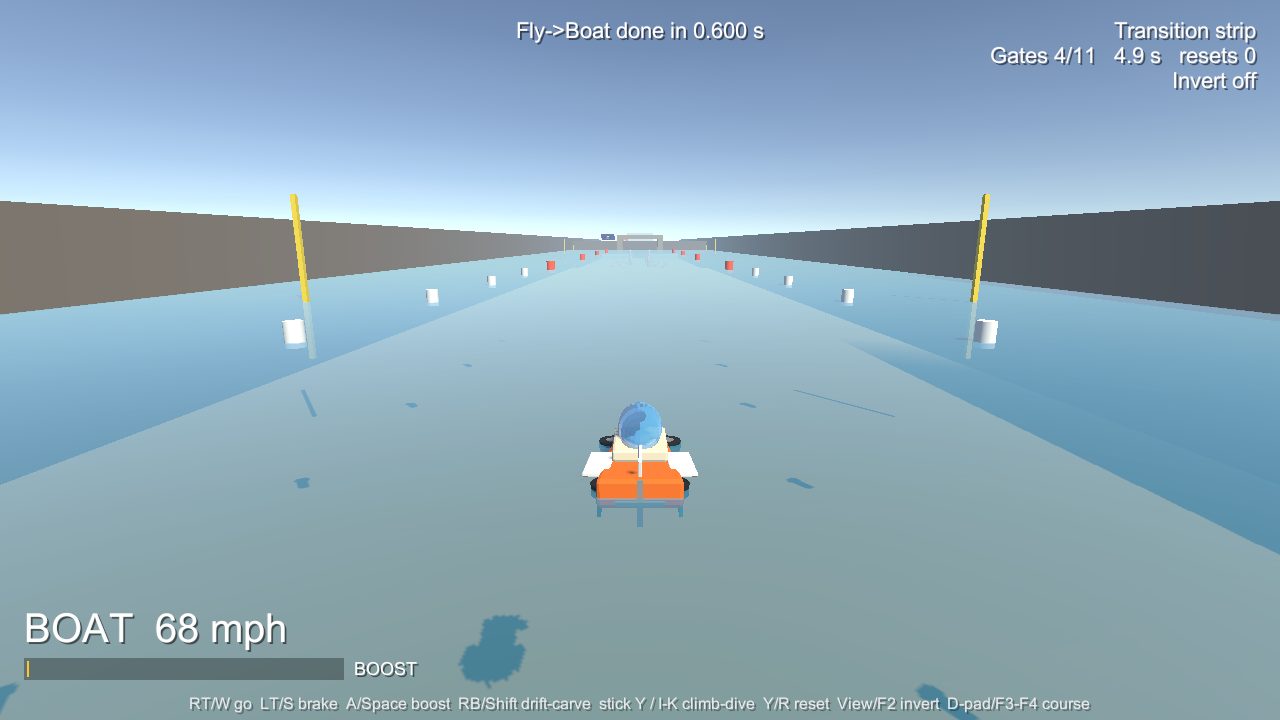 Fly->Boat done in 0.600 s
Transition strip
Gates 4/11 4.9 s resets 0
Invert off
BOAT 68 mph
BOOST
RT/W go LT/S brake A/Space boost RB/Shift drift-carve stick Y / I-K climb-dive Y/R reset View/F2 invert D-pad/F3-F4 course